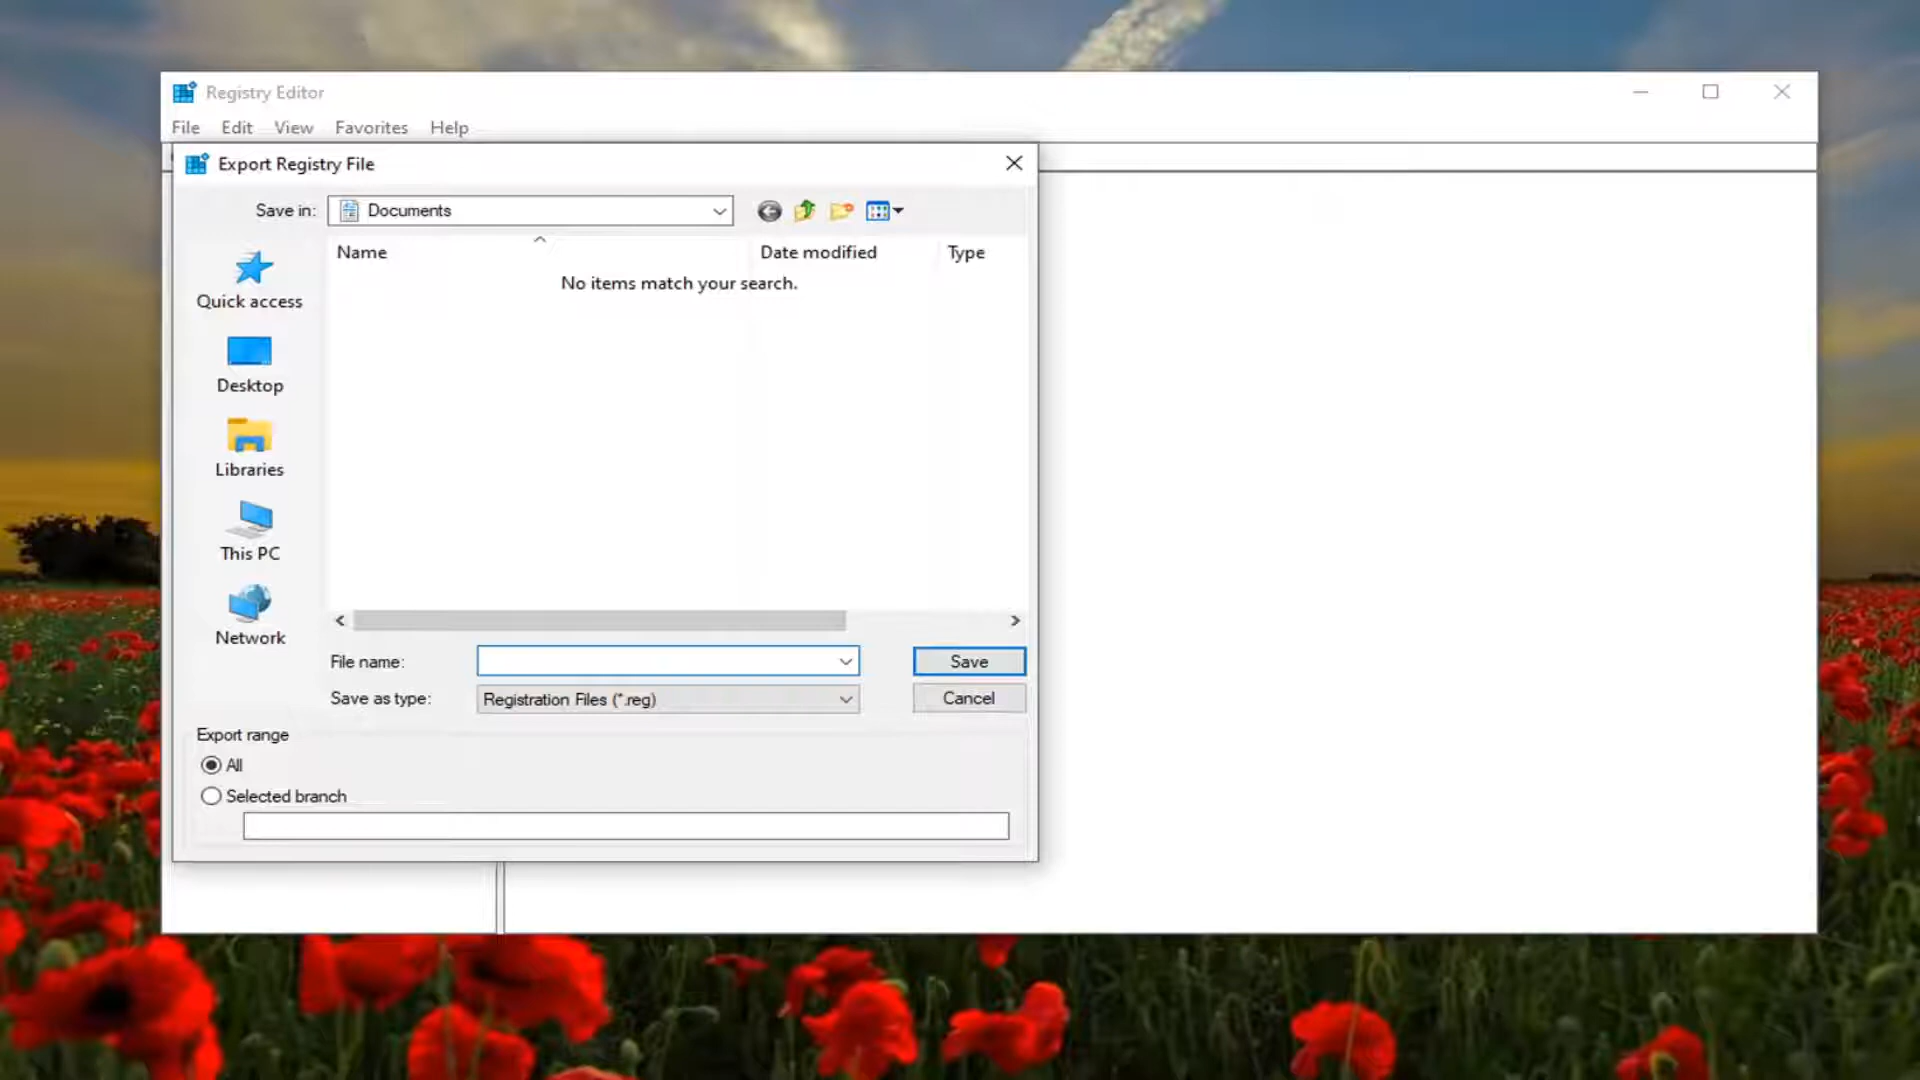 Registry Editor
File Edit View Favorites Help
Export Registry File
Save in: Documents
Name Date modified Type
No items match your search.
Quick access
Desktop
Libraries
This PC
Network
File name: Save
Save as type: Registration Files (*.reg) Cancel
Export range
All
Selected branch